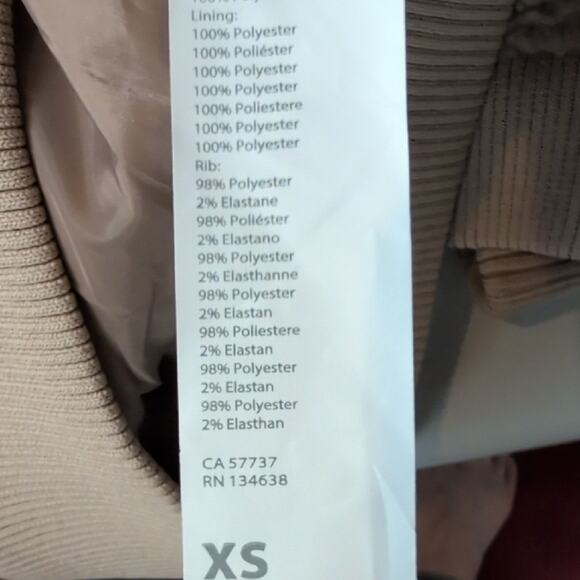 Lining:
100% Polyester
100% Poliéster
100% Polyester
100% Polyester
100% Poliestere
100% Polyester
100% Polyester
Rib:
98% Polyester
2% Elastane
98% Poliéster
2% Elastano
98% Polyester
2% Elasthanne
98% Polyester
2% Elastan
98% Poliestere
2% Elastan
98% Polyester
2% Elastan
98% Polyester
2% Elasthan
CA 57737
RN 134638
XS